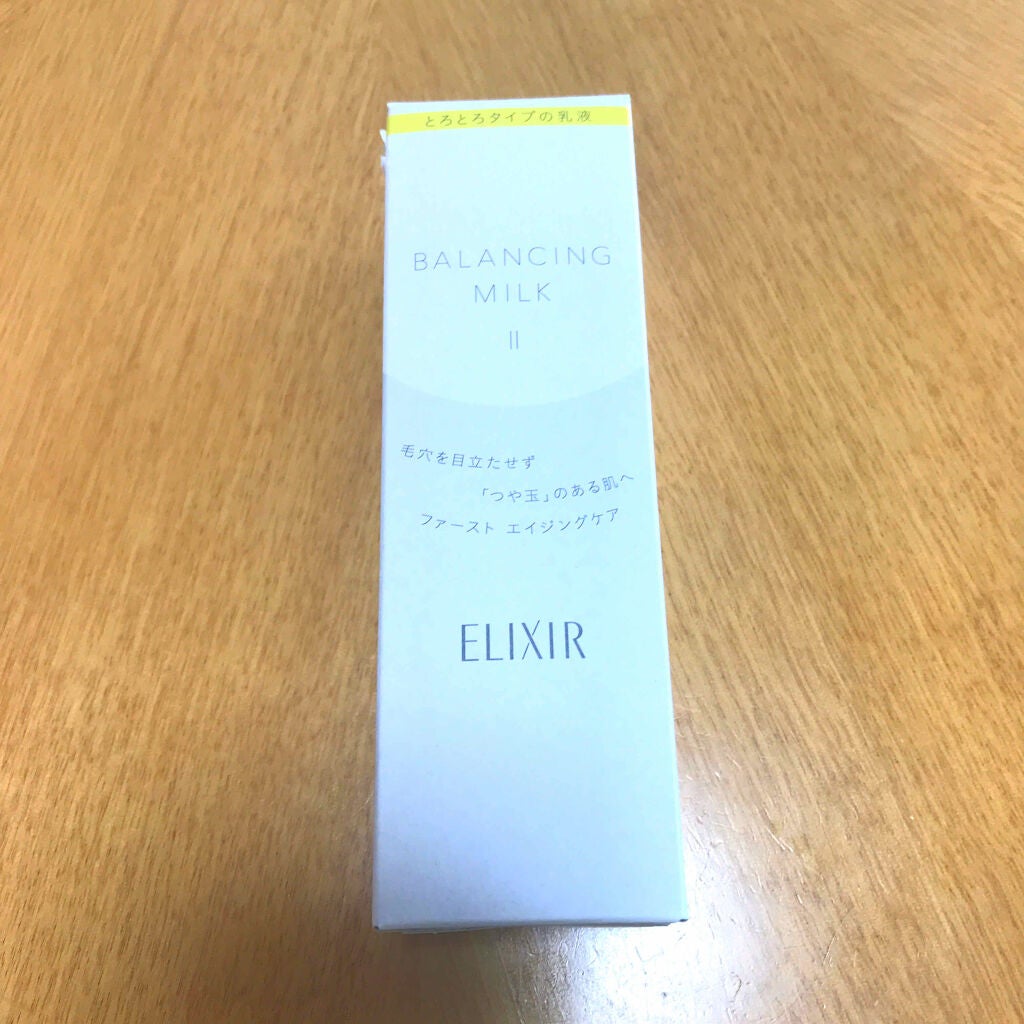 とろとろタイプの乳液
BALANCING
MILK
II
毛穴を目立たせず
「つや玉」のある肌へ
ファースト エイジングケア
ELIXIR